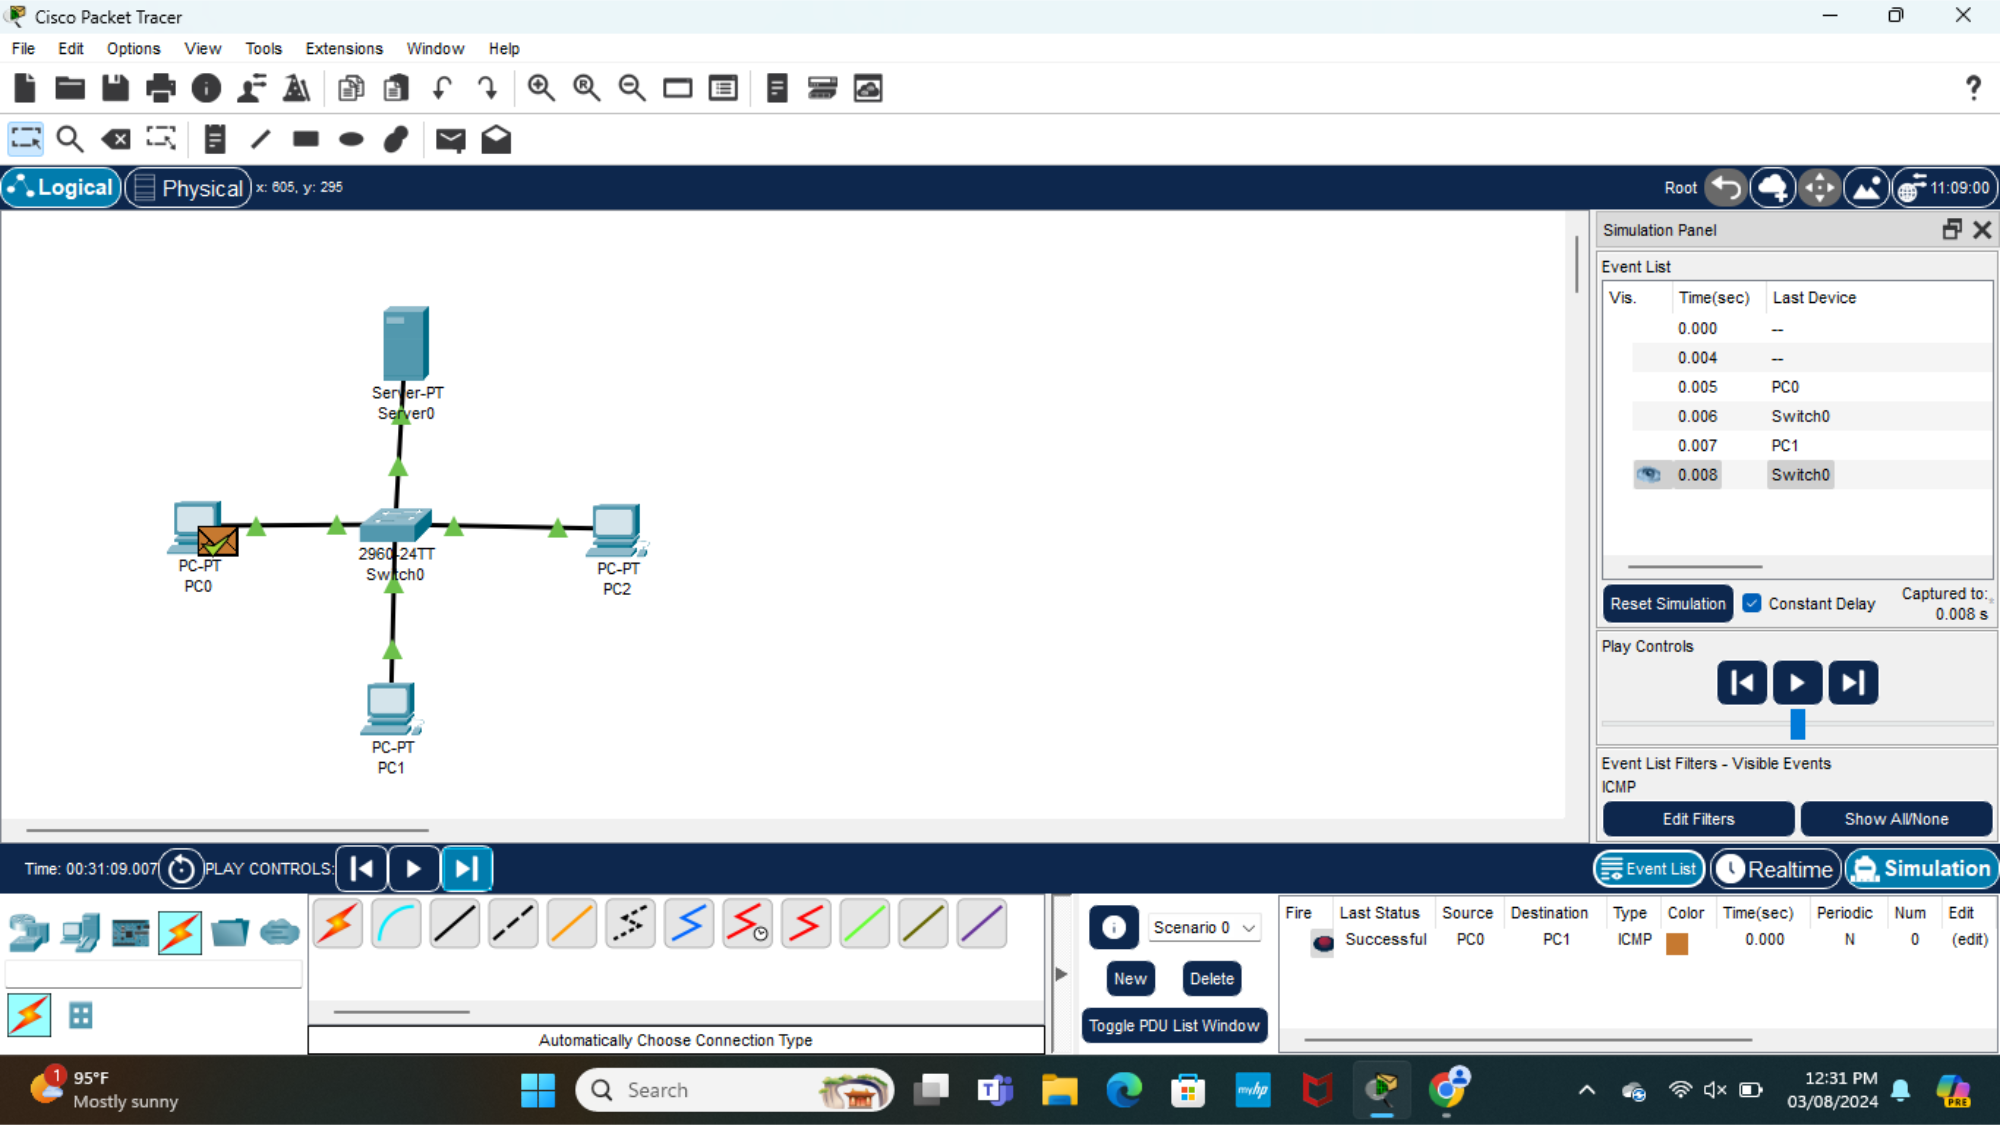 Cisco Packet Tracer
File Edit Options View Tools Extensions Window Help
Logical Physical x: 605, y: 295 Root 11:09:00
Simulation Panel
Event List
Vis. Time(sec) Last Device
0.000 --
0.004 --
0.005 PC0
0.006 Switch0
0.007 PC1
0.008 Switch0
Reset Simulation Constant Delay Captured to:
0.008 s
Play Controls
Event List Filters - Visible Events
ICMP
Edit Filters Show All/None
Server-PT
Server0
PC-PT
PC0
2960-24TT
Switch0
PC-PT
PC2
PC-PT
PC1
Time: 00:31:09.007 PLAY CONTROLS: Event List Realtime Simulation
Scenario 0
New Delete
Toggle PDU List Window
Fire Last Status Source Destination Type Color Time(sec) Periodic Num Edit
Successful PC0 PC1 ICMP 0.000 N 0 (edit)
Automatically Choose Connection Type
1
95°F
Mostly sunny
Search
myhp
PRE
12:31 PM
03/08/2024